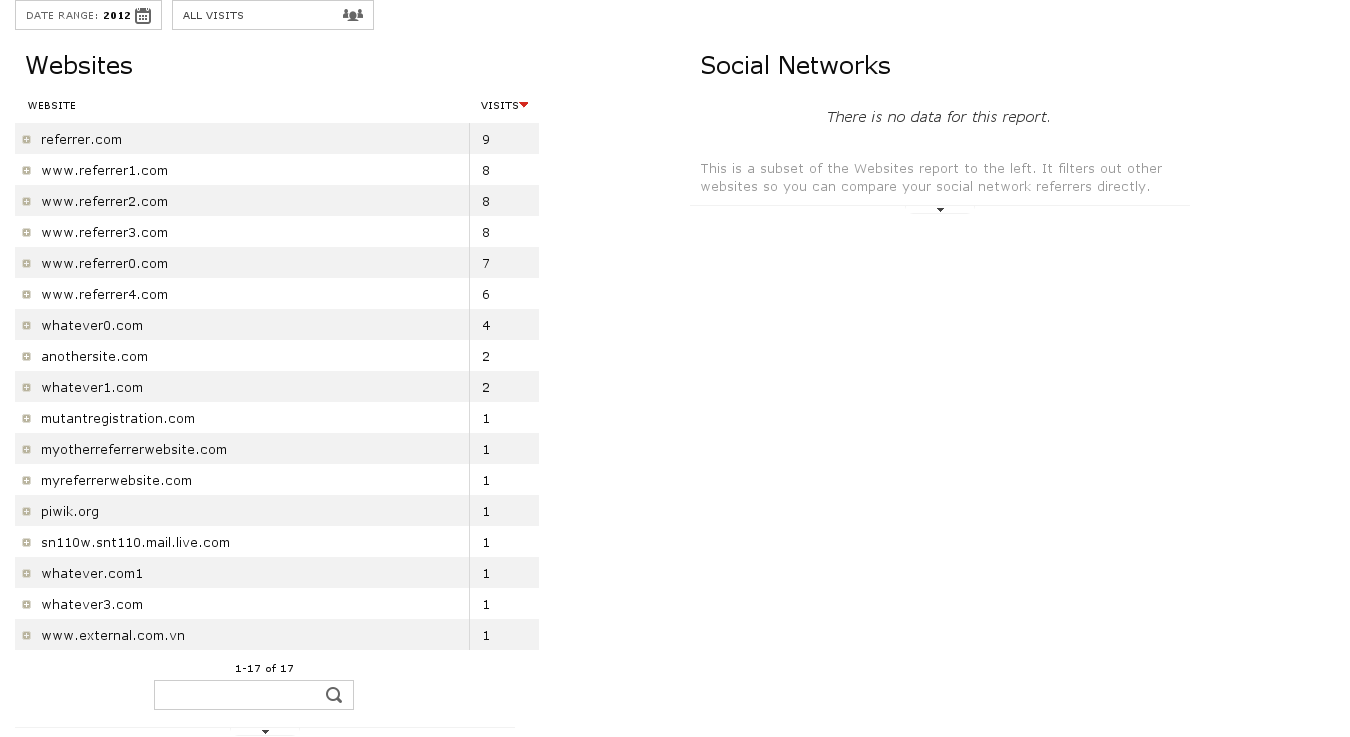 DATE RANGE: 2012
ALL VISITS
Websites
WEBSITE VISITS
referrer.com 9
www.referrer1.com 8
www.referrer2.com 8
www.referrer3.com 8
www.referrer0.com 7
www.referrer4.com 6
whatever0.com 4
anothersite.com 2
whatever1.com 2
mutantregistration.com 1
myotherreferrerwebsite.com 1
myreferrerwebsite.com 1
piwik.org 1
sn110w.snt110.mail.live.com 1
whatever.com1 1
whatever3.com 1
www.external.com.vn 1
1-17 of 17
Social Networks
There is no data for this report.
This is a subset of the Websites report to the left. It filters out other
websites so you can compare your social network referrers directly.